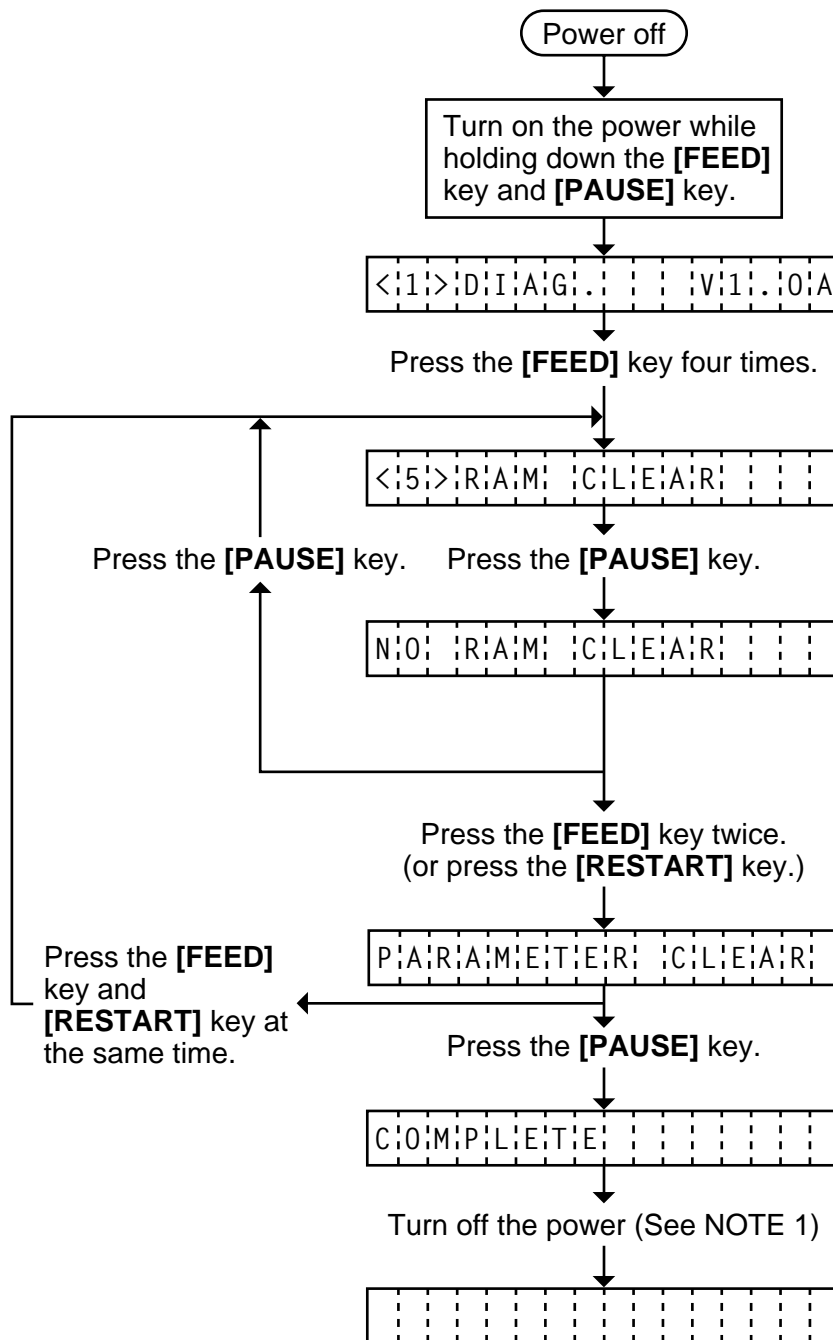 Power off
Turn on the power while
holding down the [FEED]
key and [PAUSE] key.
<1>DIAG.   V1.0A
Press the [FEED] key four times.
<5>RAM CLEAR
Press the [PAUSE] key.
Press the [PAUSE] key.
NO RAM CLEAR
Press the [FEED] key twice.
(or press the [RESTART] key.)
PARAMETER CLEAR
Press the [FEED]
key and
[RESTART] key at
the same time.
Press the [PAUSE] key.
COMPLETE
Turn off the power (See NOTE 1)